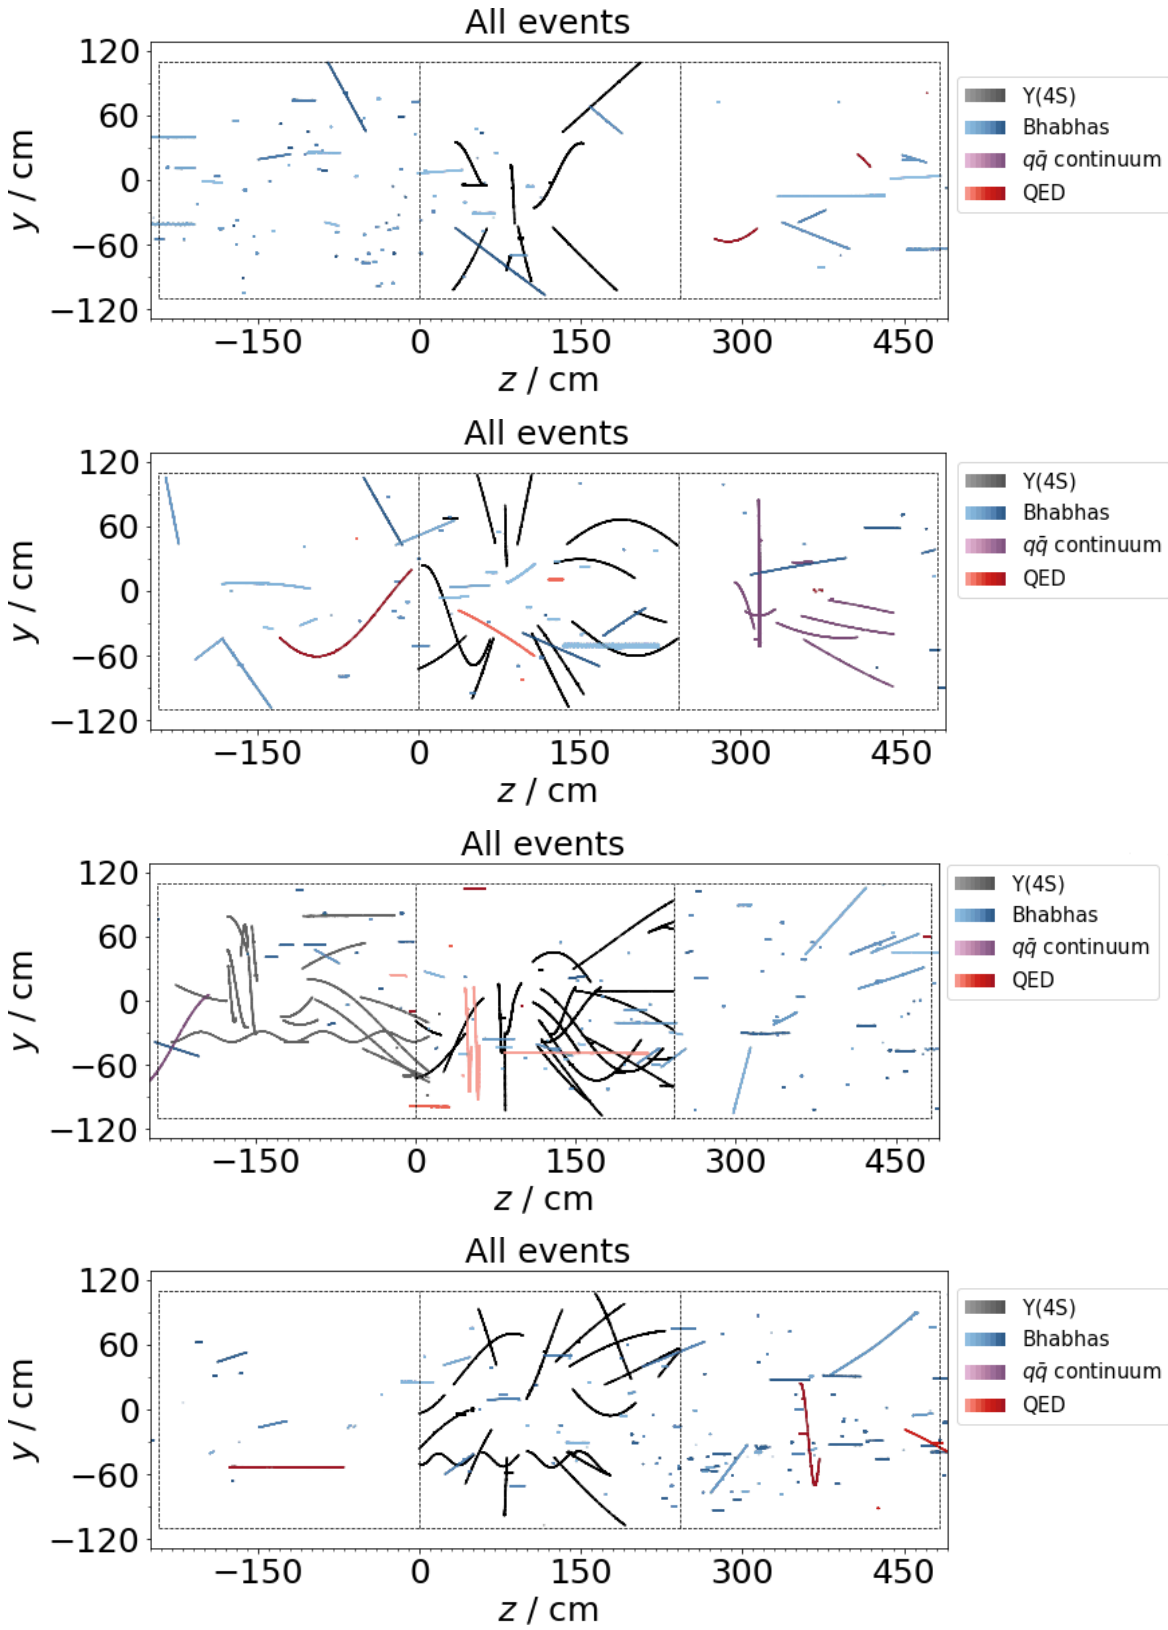 All events
120
60
0
−60
−120
y / cm
−150 0 150 300 450
z / cm
Υ(4S)
Bhabhas
qq̄ continuum
QED
All events
120
60
0
−60
−120
y / cm
−150 0 150 300 450
z / cm
Υ(4S)
Bhabhas
qq̄ continuum
QED
All events
120
60
0
−60
−120
y / cm
−150 0 150 300 450
z / cm
Υ(4S)
Bhabhas
qq̄ continuum
QED
All events
120
60
0
−60
−120
y / cm
−150 0 150 300 450
z / cm
Υ(4S)
Bhabhas
qq̄ continuum
QED